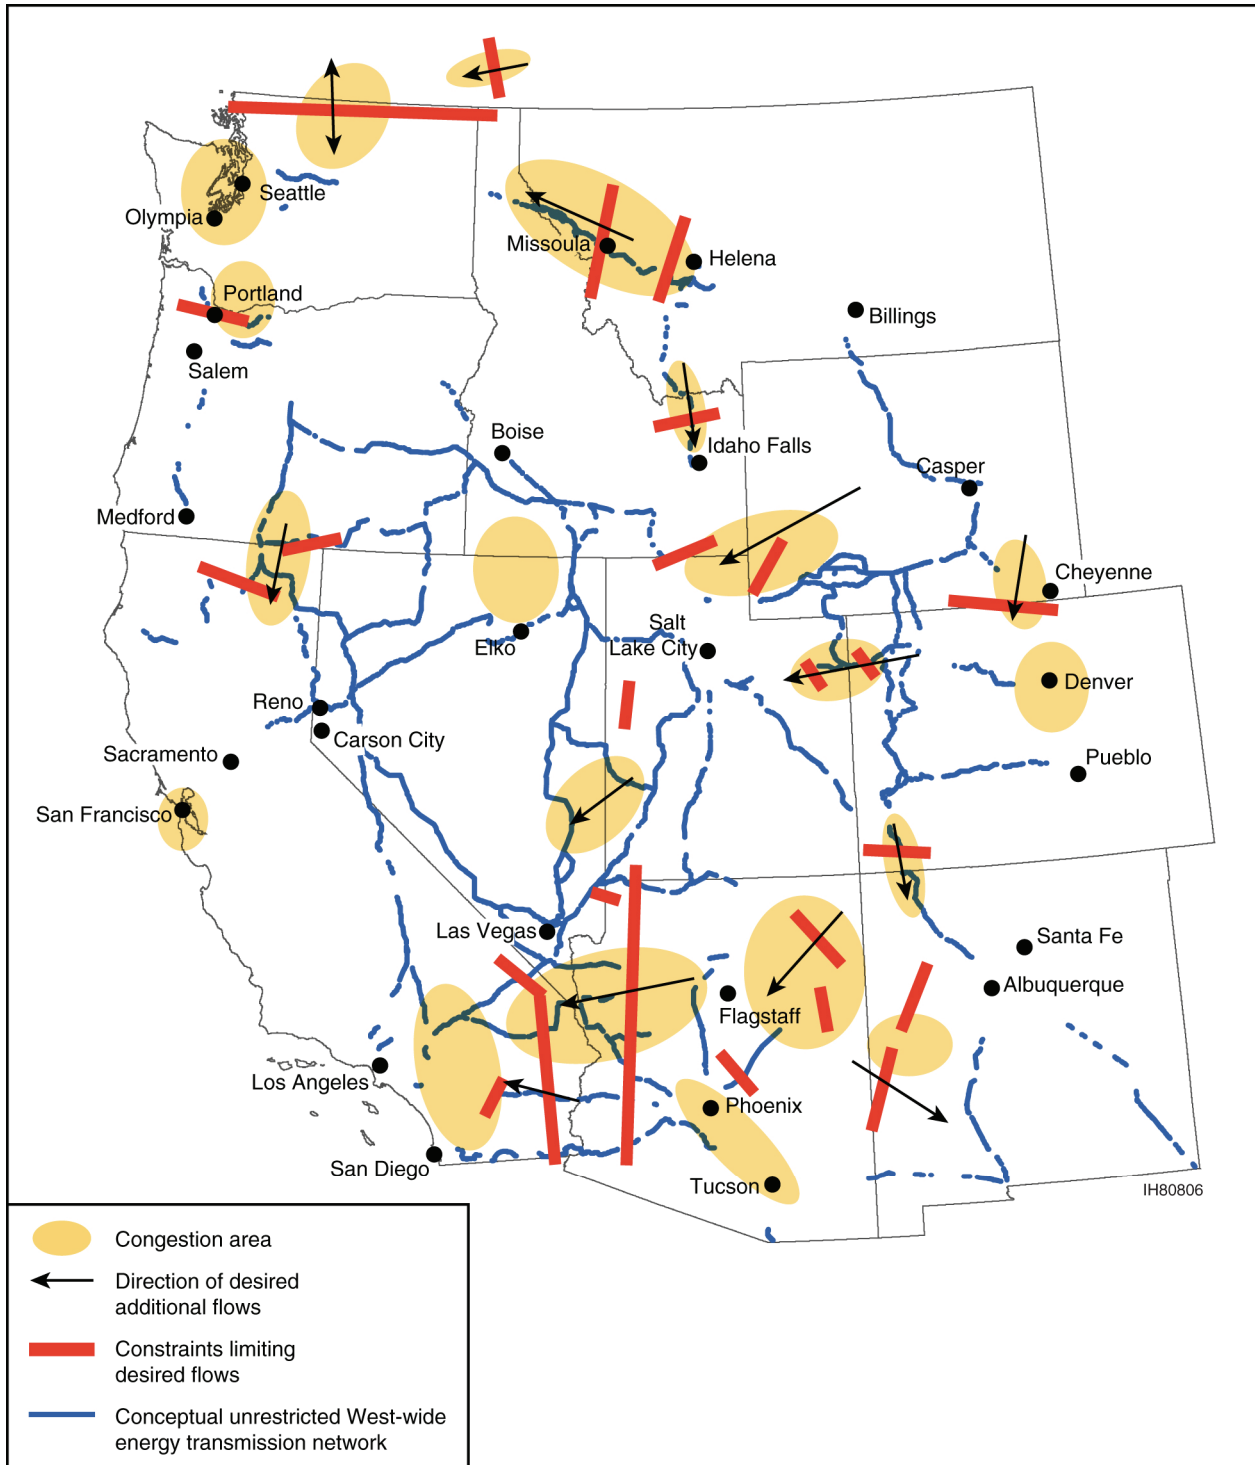 Seattle
Olympia
Missoula
Helena
Portland
Billings
Salem
Boise
Idaho Falls
Casper
Medford
Cheyenne
Salt
Lake City
Elko
Denver
Reno
Carson City
Sacramento
Pueblo
San Francisco
Las Vegas
Santa Fe
Albuquerque
Flagstaff
Los Angeles
Phoenix
San Diego
Tucson
IH80806
Congestion area
Direction of desired
additional flows
Constraints limiting
desired flows
Conceptual unrestricted West-wide
energy transmission network